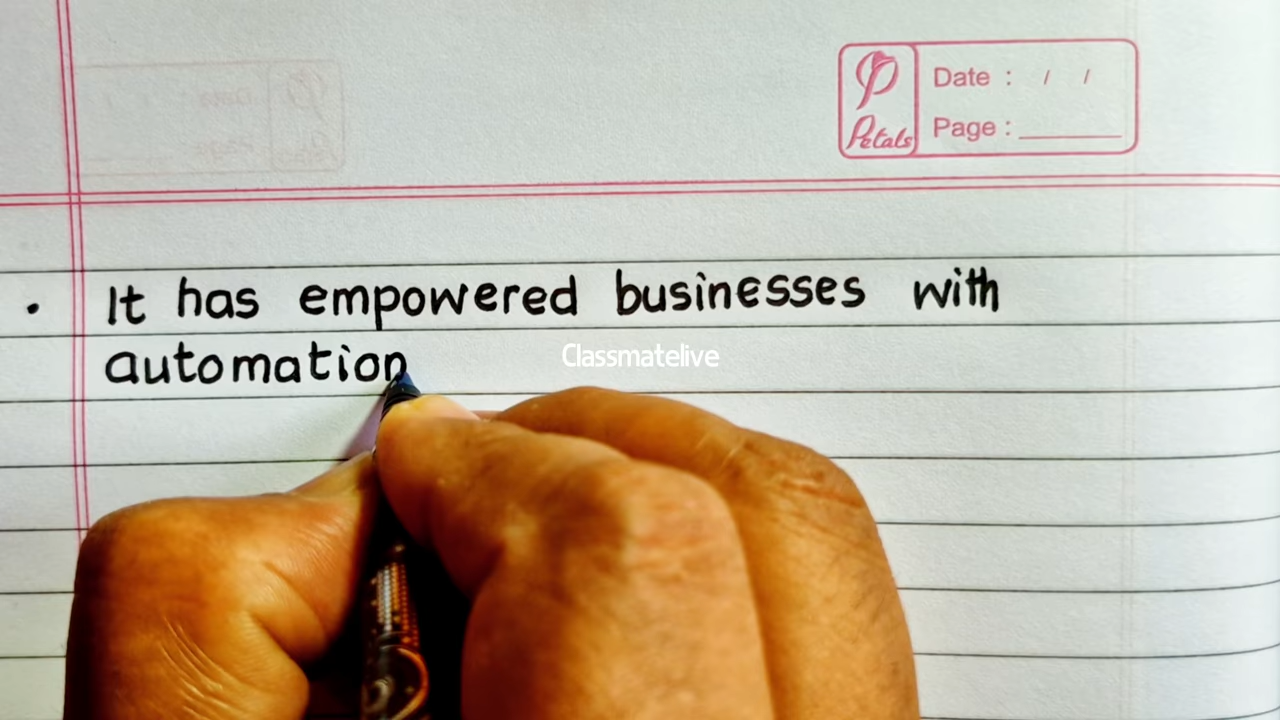 Date : / /
Petals Page :
• It has empowered businesses with
automation
Classmatelive